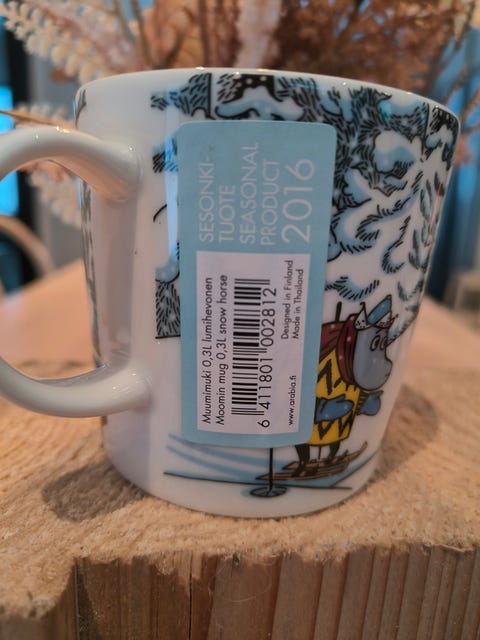 SESONKI-
TUOTE
SEASONAL
PRODUCT
2016
Muumimuki 0,3L lumihevonen
Moomin mug 0,3L snow horse
6 411801 002812
Designed in Finland
Made in Thailand
www.arabia.fi